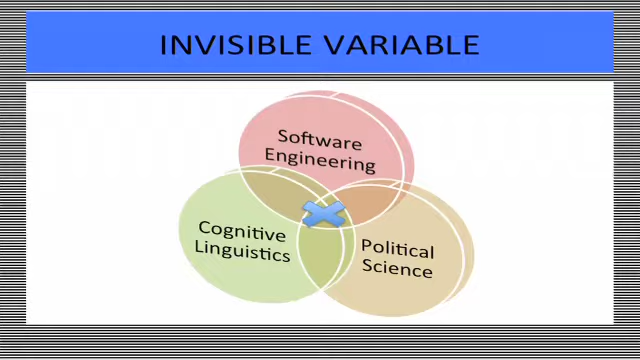 INVISIBLE VARIABLE
Software
Engineering
Cognitive
Linguistics
Political
Science